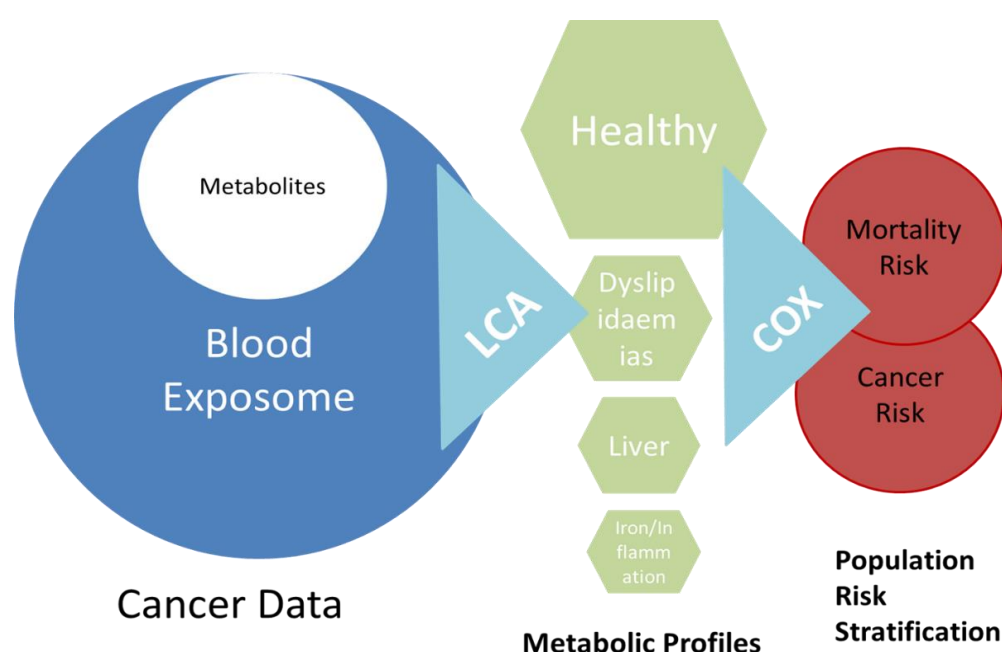 Metabolites
Blood
Exposome
Cancer Data
LCA
Healthy
Dyslip
idaem
ias
Liver
Iron/In
flamm
ation
Metabolic Profiles
COX
Mortality
Risk
Cancer
Risk
Population
Risk
Stratification